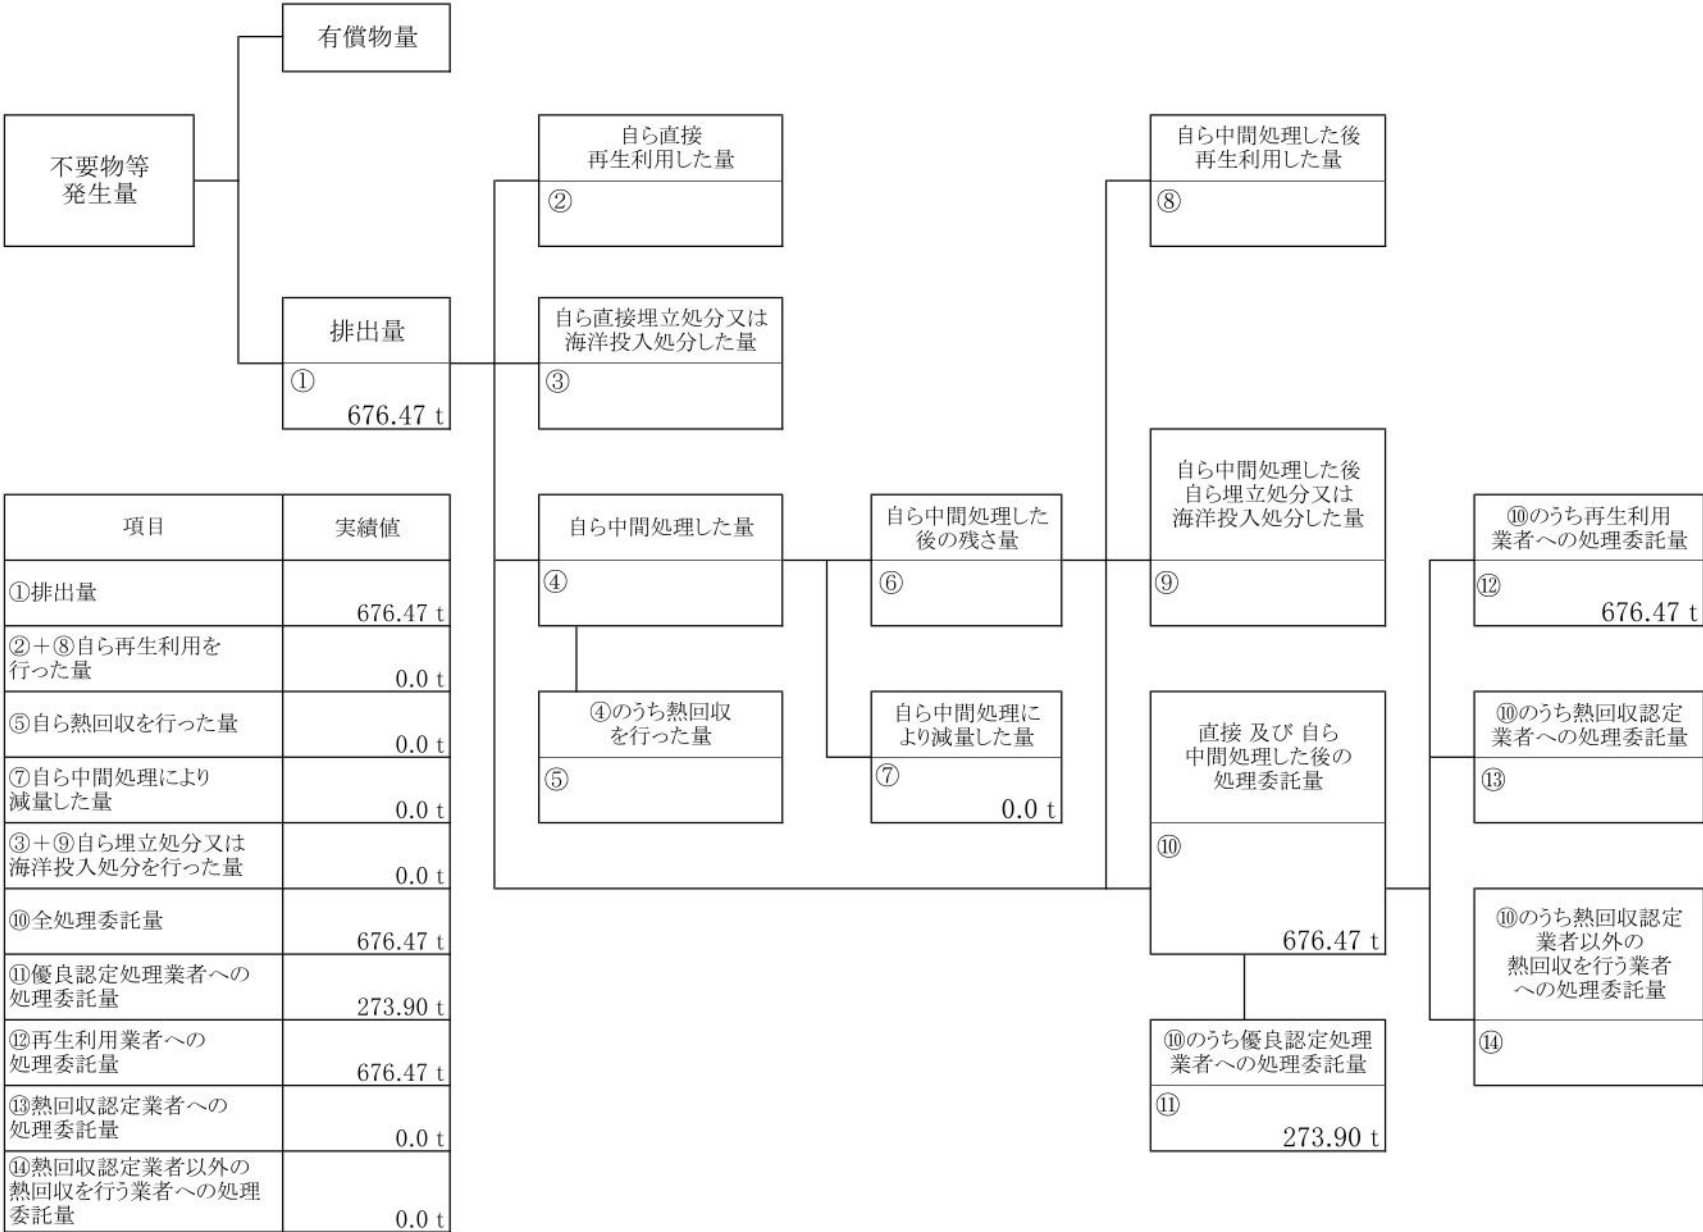 有償物量
不要物等
発生量
自ら直接
再生利用した量
②
自ら中間処理した後
再生利用した量
⑧
排出量
①
676.47 t
自ら直接埋立処分又は
海洋投入処分した量
③
自ら中間処理した量
④
自ら中間処理した
後の残さ量
⑥
自ら中間処理した後
自ら埋立処分又は
海洋投入処分した量
⑨
⑩のうち再生利用
業者への処理委託量
⑫
676.47 t
④のうち熱回収
を行った量
⑤
自ら中間処理に
より減量した量
⑦
0.0 t
直接 及び 自ら
中間処理した後の
処理委託量
⑩
676.47 t
⑩のうち熱回収認定
業者への処理委託量
⑬
⑩のうち熱回収認定
業者以外の
熱回収を行う業者
への処理委託量
⑭
⑩のうち優良認定処理
業者への処理委託量
⑪
273.90 t
項目 実績値
①排出量
676.47 t
②＋⑧自ら再生利用を
行った量
0.0 t
⑤自ら熱回収を行った量
0.0 t
⑦自ら中間処理により
減量した量
0.0 t
③＋⑨自ら埋立処分又は
海洋投入処分を行った量
0.0 t
⑩全処理委託量
676.47 t
⑪優良認定処理業者への
処理委託量
273.90 t
⑫再生利用業者への
処理委託量
676.47 t
⑬熱回収認定業者への
処理委託量
0.0 t
⑭熱回収認定業者以外の
熱回収を行う業者への処理
委託量
0.0 t